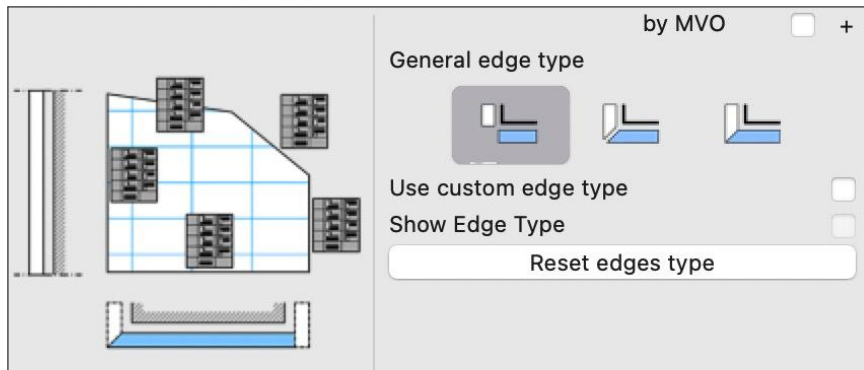 by MVO +
General edge type
Use custom edge type
Show Edge Type
Reset edges type